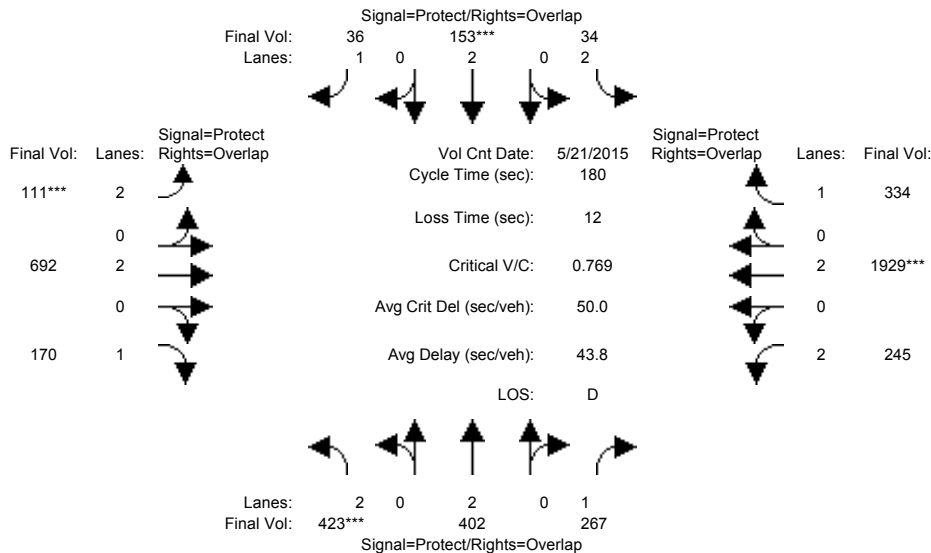 Signal=Protect/Rights=Overlap
Final Vol: 36 153*** 34
Lanes: 1 0 2 0 2
Signal=Protect
Final Vol: Lanes: Rights=Overlap
Vol Cnt Date: 5/21/2015
Signal=Protect
Rights=Overlap Lanes: Final Vol:
Cycle Time (sec): 180
111*** 2 1 334
Loss Time (sec): 12
0 0
692 2 Critical V/C: 0.769 2 1929***
0 Avg Crit Del (sec/veh): 50.0 0
170 1 Avg Delay (sec/veh): 43.8 2 245
LOS: D
Lanes: 2 0 2 0 1
Final Vol: 423*** 402 267
Signal=Protect/Rights=Overlap